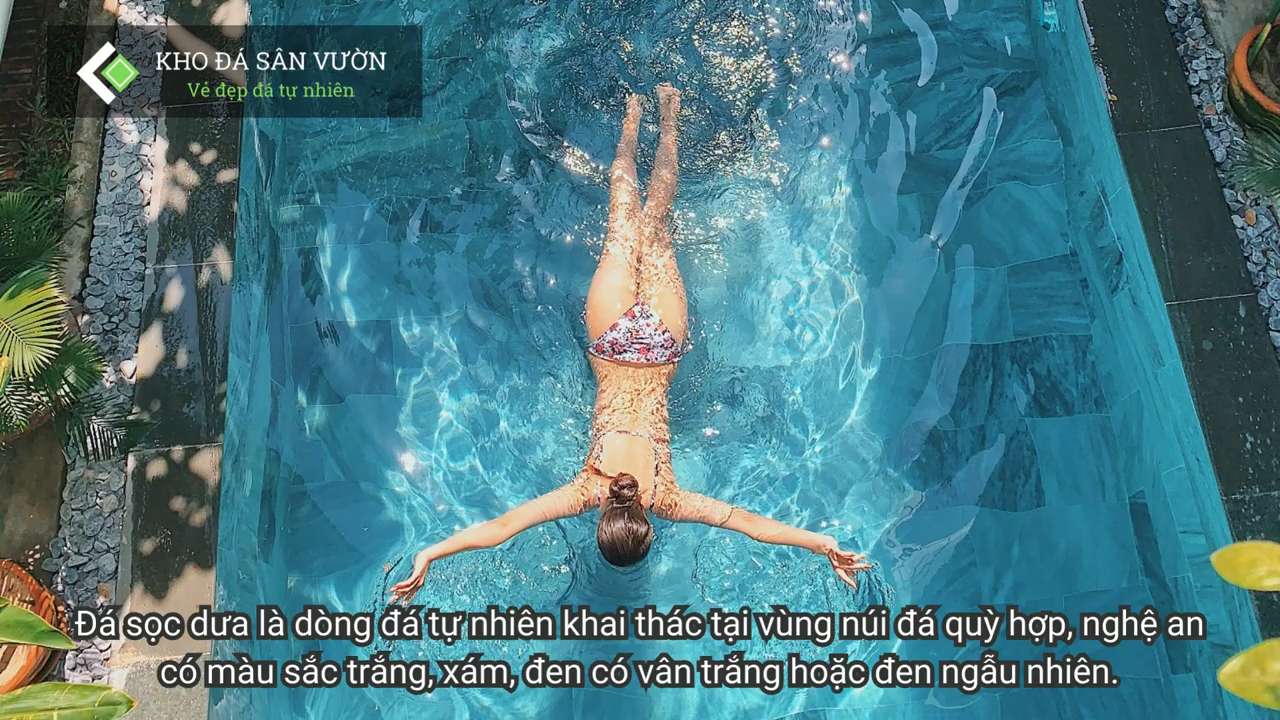 KHO ĐÁ SÂN VƯỜN
Vẻ đẹp đá tự nhiên
Đá sọc dưa là dòng đá tự nhiên khai thác tại vùng núi đá quỳ hợp, nghệ an
có màu sắc trắng, xám, đen có vân trắng hoặc đen ngẫu nhiên.